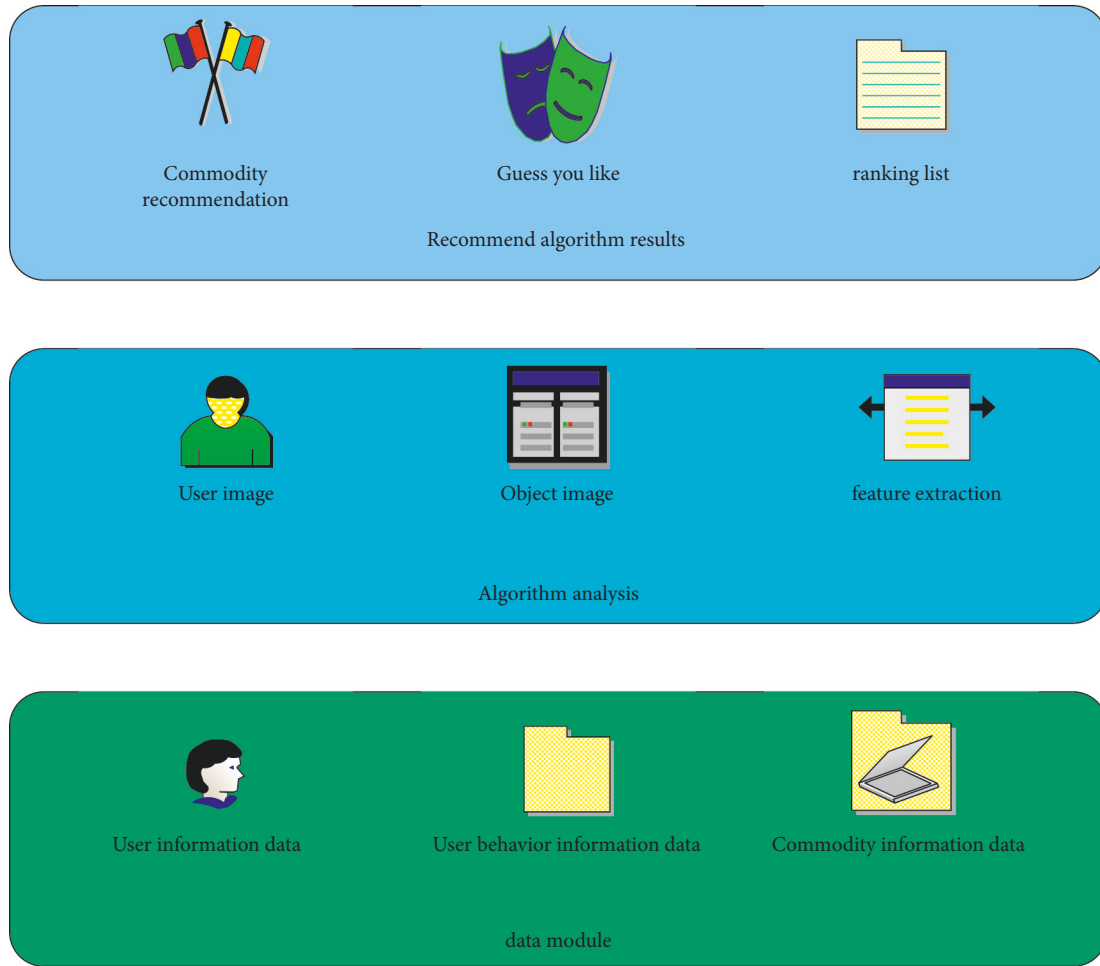 Commodity
recommendation
Guess you like
ranking list
Recommend algorithm results
User image
Object image
feature extraction
Algorithm analysis
User information data
User behavior information data
Commodity information data
data module